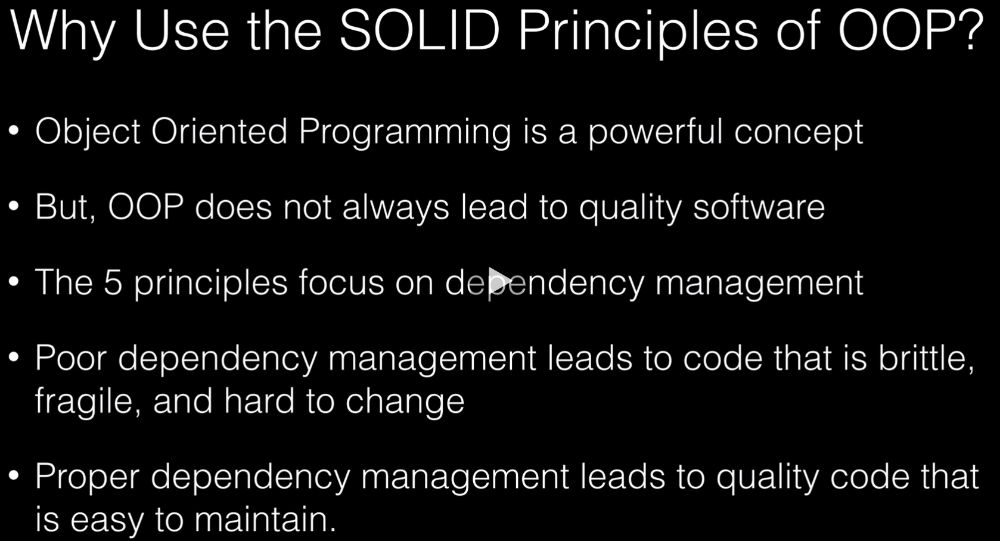 Why Use the SOLID Principles of OOP?
• Object Oriented Programming is a powerful concept
• But, OOP does not always lead to quality software
• The 5 principles focus on dependency management
• Poor dependency management leads to code that is brittle,
fragile, and hard to change
• Proper dependency management leads to quality code that
is easy to maintain.